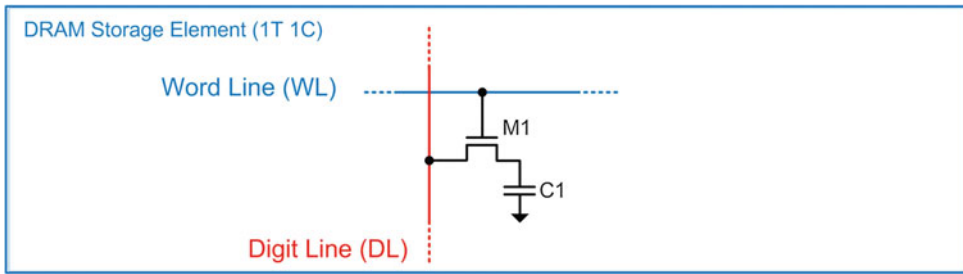 DRAM Storage Element (1T 1C)
Word Line (WL)
M1
C1
Digit Line (DL)